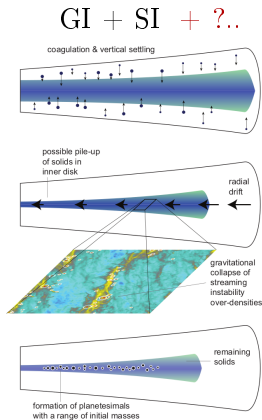 GI + SI + ?..
coagulation & vertical settling
possible pile-up
of solids in
inner disk
radial
drift
gravitational
collapse of
streaming
instability
over-densities
remaining
solids
formation of planetesimals
with a range of initial masses